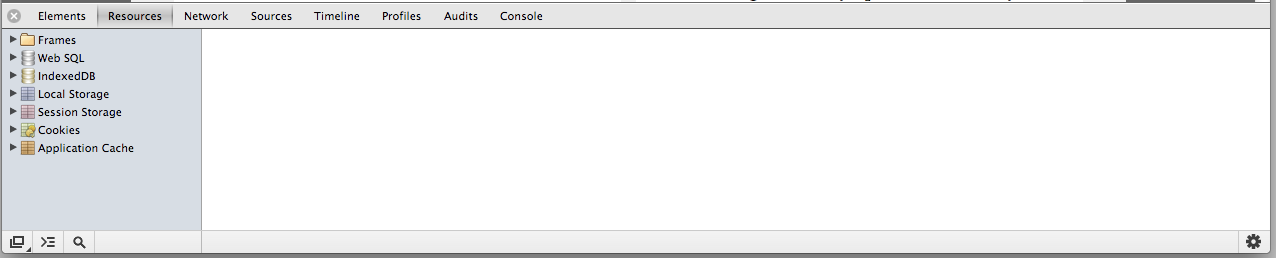 Elements Resources Network Sources Timeline Profiles Audits Console
Frames
Web SQL
IndexedDB
Local Storage
Session Storage
Cookies
Application Cache